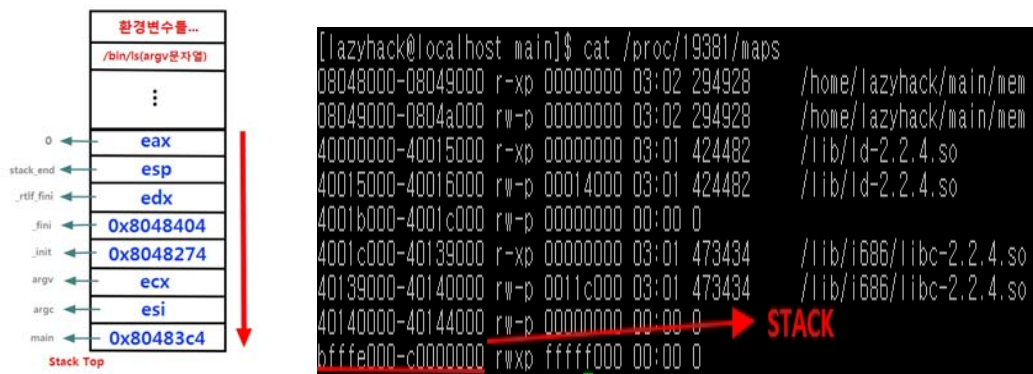 환경변수들...
/bin/ls(argv문자열)
⋮
0 eax
stack_end esp
_rtlf_fini edx
_fini 0x8048404
_init 0x8048274
argv ecx
argc esi
main 0x80483c4
Stack Top
[lazyhack@localhost main]$ cat /proc/19381/maps
08048000-08049000 r-xp 00000000 03:02 294928 /home/lazyhack/main/mem
08049000-0804a000 rw-p 00000000 03:02 294928 /home/lazyhack/main/mem
40000000-40015000 r-xp 00000000 03:01 424482 /lib/ld-2.2.4.so
40015000-40016000 rw-p 00014000 03:01 424482 /lib/ld-2.2.4.so
4001b000-4001c000 rw-p 00000000 00:00 0
4001c000-40139000 r-xp 00000000 03:01 473434 /lib/i686/libc-2.2.4.so
40139000-40140000 rw-p 0011c000 03:01 473434 /lib/i686/libc-2.2.4.so
40140000-40144000 rw-p 00000000 00:00 0
STACK
bfffe000-c0000000 rwxp fffff000 00:00 0